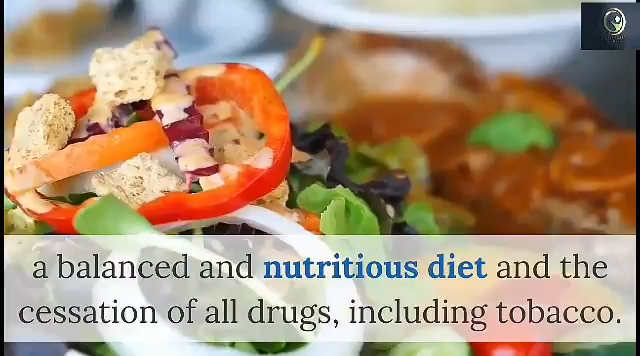 a balanced and nutritious diet and the
cessation of all drugs, including tobacco.